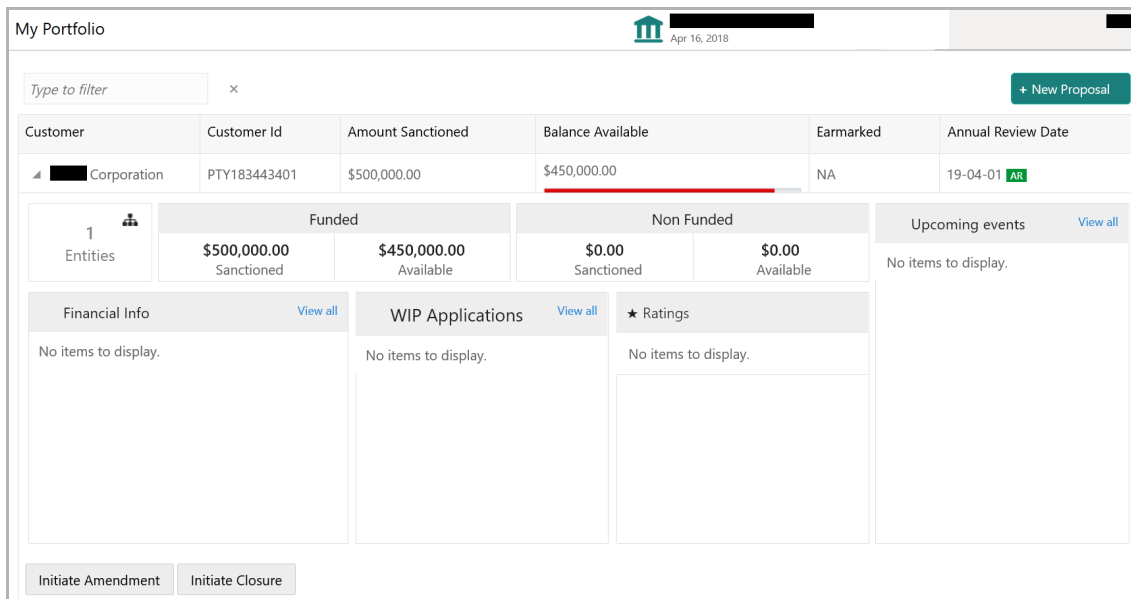 My Portfolio
Apr 16, 2018
Type to filter ×
+ New Proposal
Customer Customer Id Amount Sanctioned Balance Available Earmarked Annual Review Date
Corporation PTY183443401 $500,000.00 $450,000.00 NA 19-04-01 AR
1
Entities
Funded
$500,000.00 $450,000.00
Sanctioned Available
Non Funded
$0.00 $0.00
Sanctioned Available
Upcoming events View all
No items to display.
Financial Info View all
No items to display.
WIP Applications View all
No items to display.
★ Ratings
No items to display.
Initiate Amendment Initiate Closure